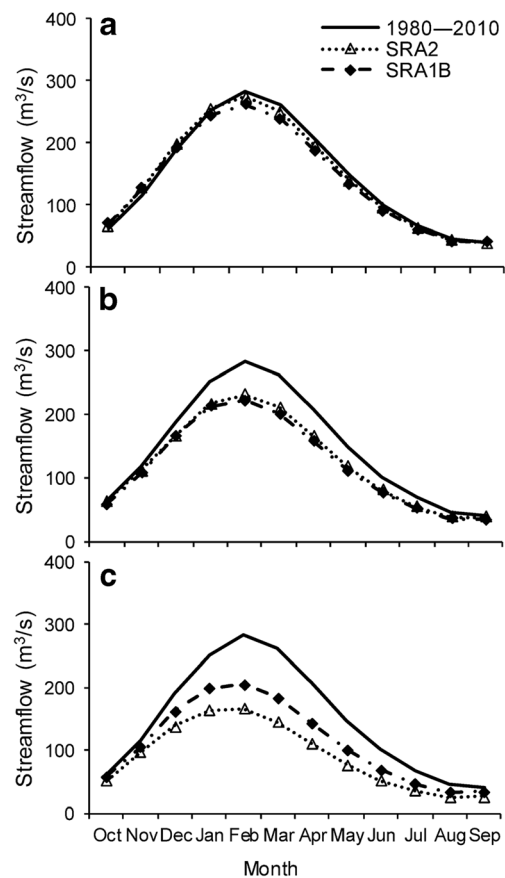 a
1980—2010
SRA2
SRA1B
400
300
200
100
0
Streamflow (m³/s)
b
400
300
200
100
0
Streamflow (m³/s)
c
400
300
200
100
0
Streamflow (m³/s)
Oct Nov Dec Jan Feb Mar Apr May Jun Jul Aug Sep
Month